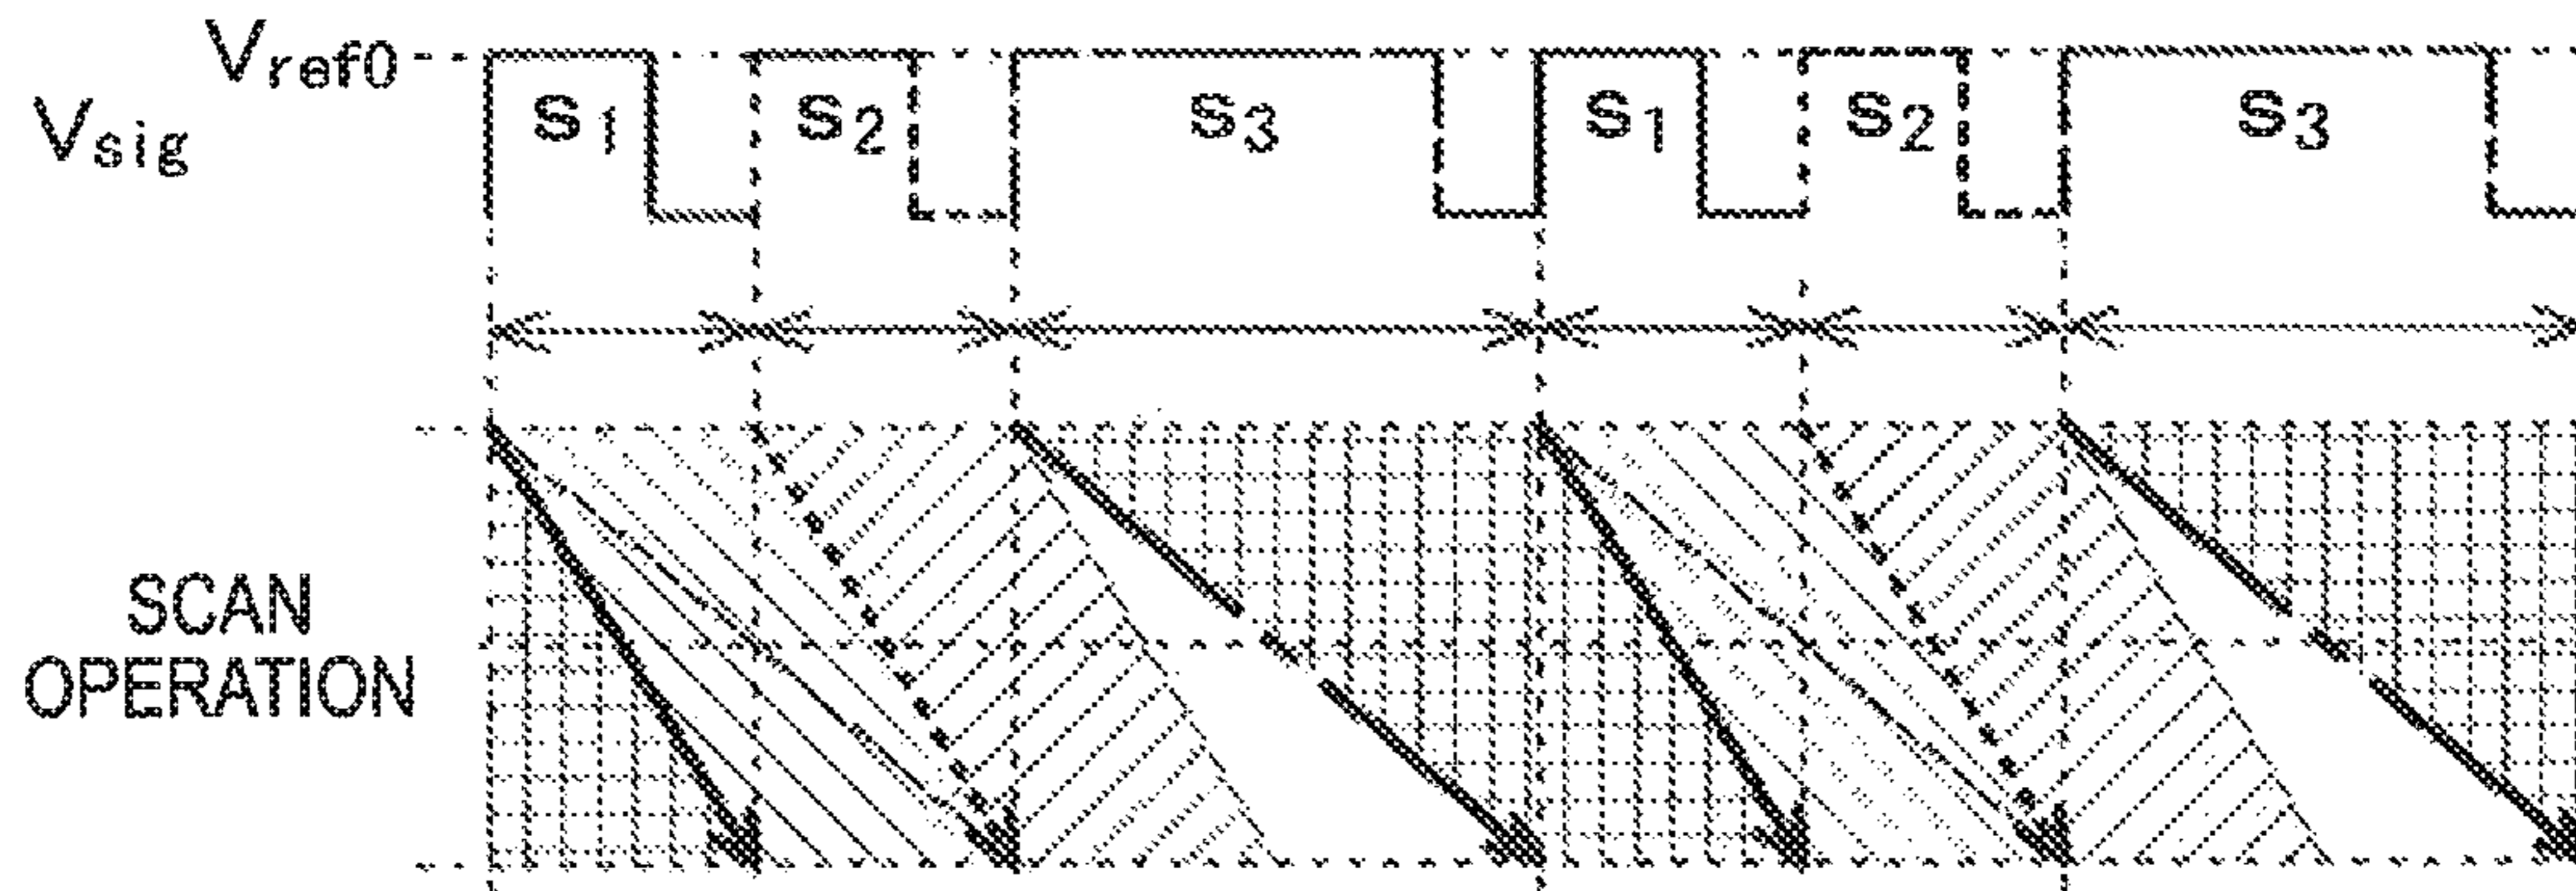 Vref0
Vsig
S1 S2 S3 S1 S2 S3
SCAN
OPERATION